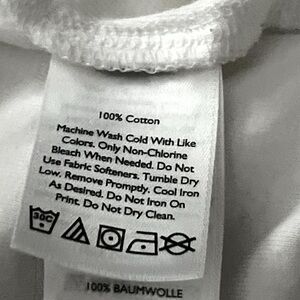 100% Cotton
Machine Wash Cold With Like
Colors. Only Non-Chlorine
Bleach When Needed. Do Not
Use Fabric Softeners. Tumble Dry
Low. Remove Promptly. Cool Iron
As Desired. Do Not Iron On
Print. Do Not Dry Clean.
30C
100% BAUMWOLLE